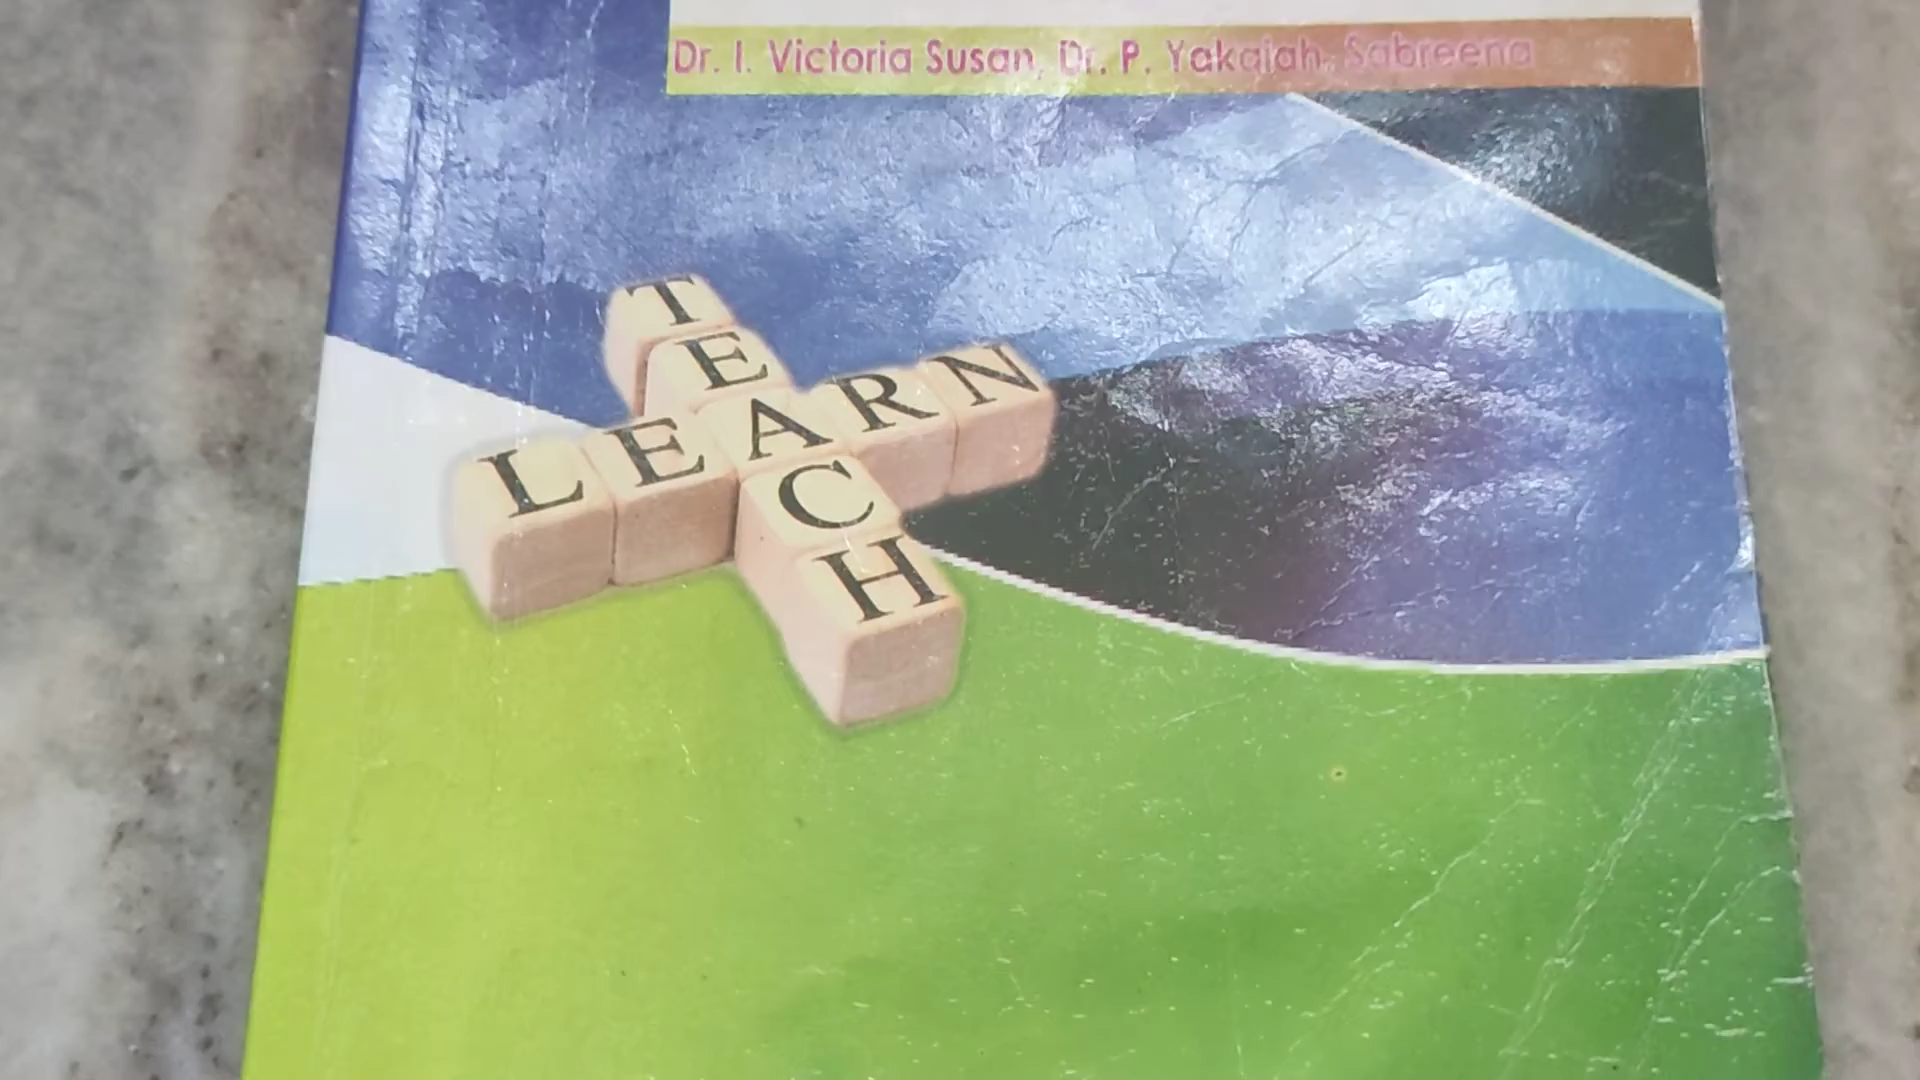 Dr. I. Victoria Susan, Dr. P. Yakaiah, Sabreena
TEACH
LEARN